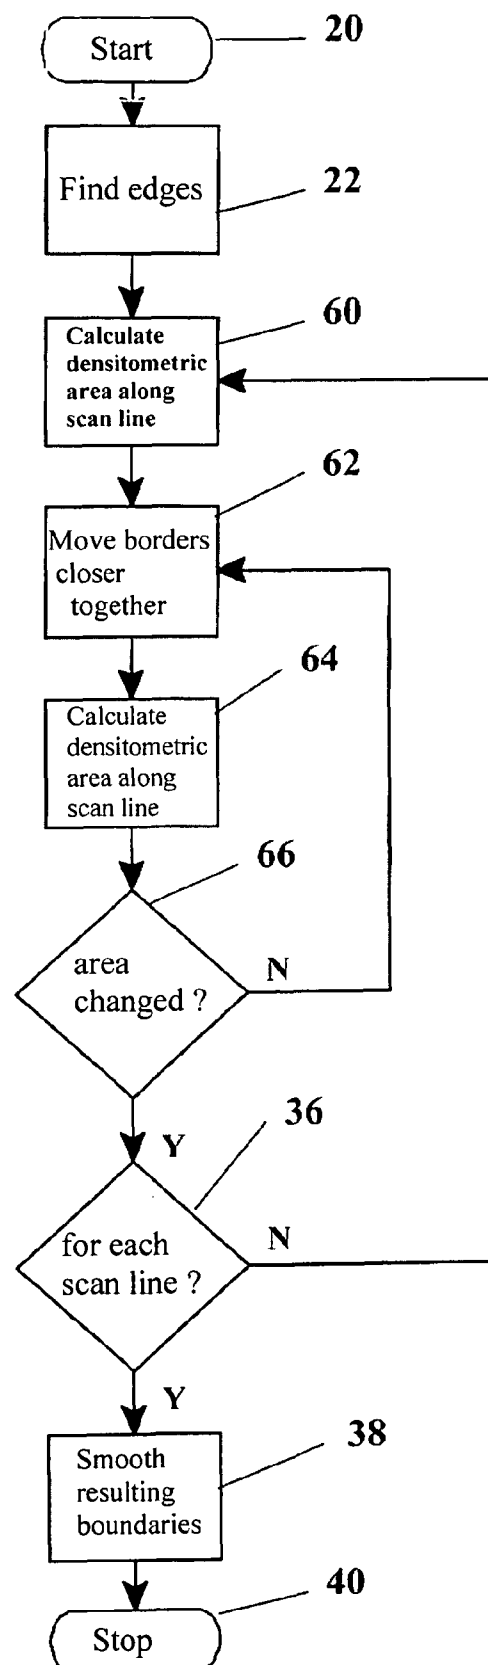 Start
20
Find edges
22
60
Calculate
densitometric
area along
scan line
62
Move borders
closer
together
64
Calculate
densitometric
area along
scan line
66
area
changed ?
N
Y
36
for each
scan line ?
N
Y
38
Smooth
resulting
boundaries
40
Stop